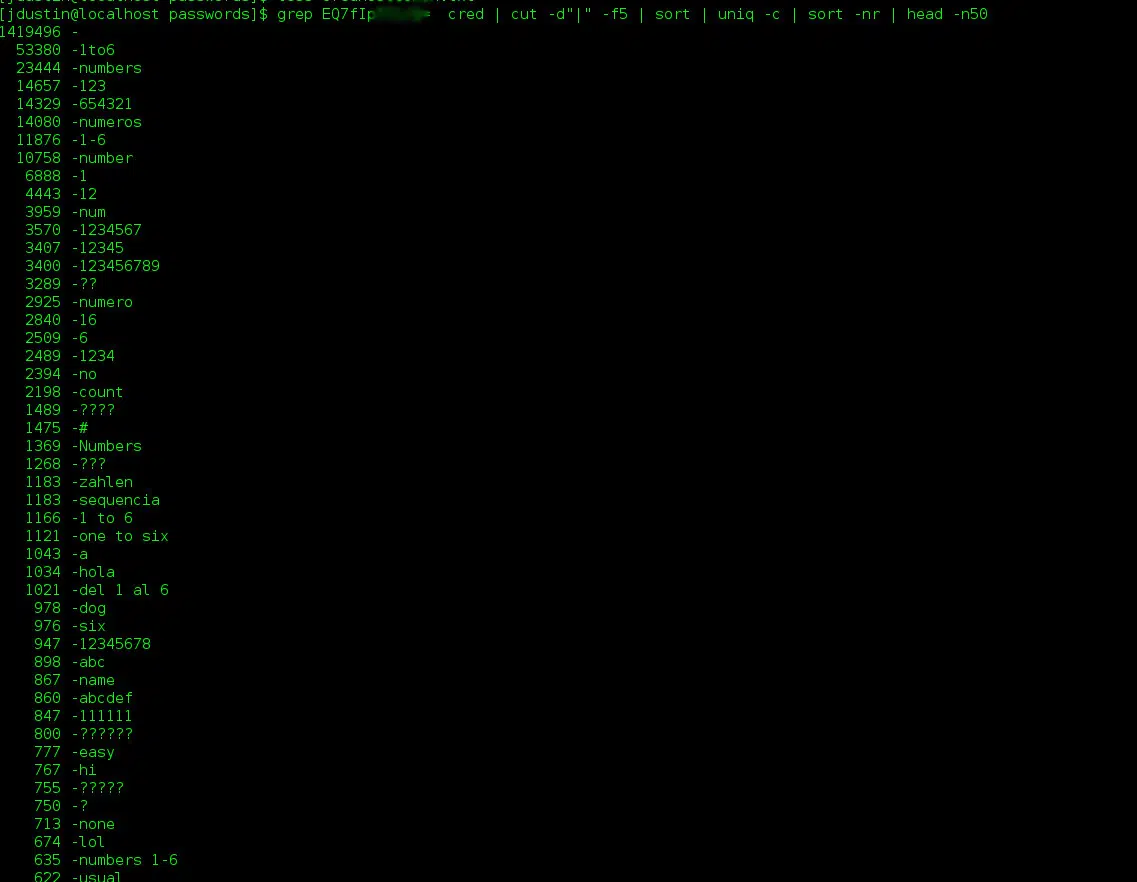 [jdustin@localhost passwords]$ grep EQ7fIp = cred | cut -d"|" -f5 | sort | uniq -c | sort -nr | head -n50
1419496 -
53380 -1to6
23444 -numbers
14657 -123
14329 -654321
14080 -numeros
11876 -1-6
10758 -number
6888 -1
4443 -12
3959 -num
3570 -1234567
3407 -12345
3400 -123456789
3289 -??
2925 -numero
2840 -16
2509 -6
2489 -1234
2394 -no
2198 -count
1489 -????
1475 -#
1369 -Numbers
1268 -???
1183 -zahlen
1183 -sequencia
1166 -1 to 6
1121 -one to six
1043 -a
1034 -hola
1021 -del 1 al 6
978 -dog
976 -six
947 -12345678
898 -abc
867 -name
860 -abcdef
847 -111111
800 -??????
777 -easy
767 -hi
755 -?????
750 -?
713 -none
674 -lol
635 -numbers 1-6
622 -usual